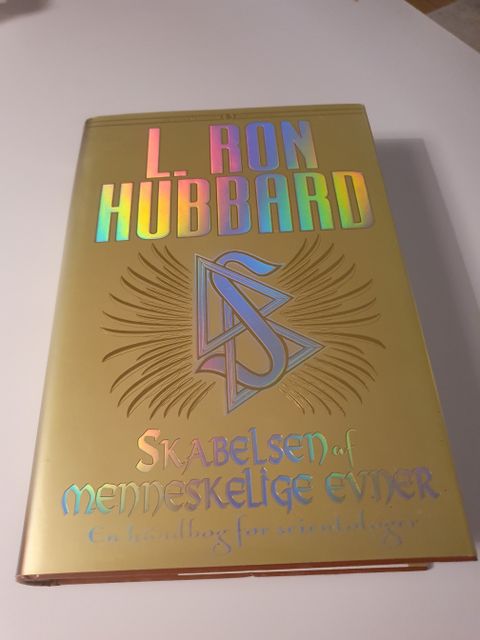 L. RON
HUBBARD
SKABELSEN af
MENNESKELIGE EVNER
En håndbog for scientologer